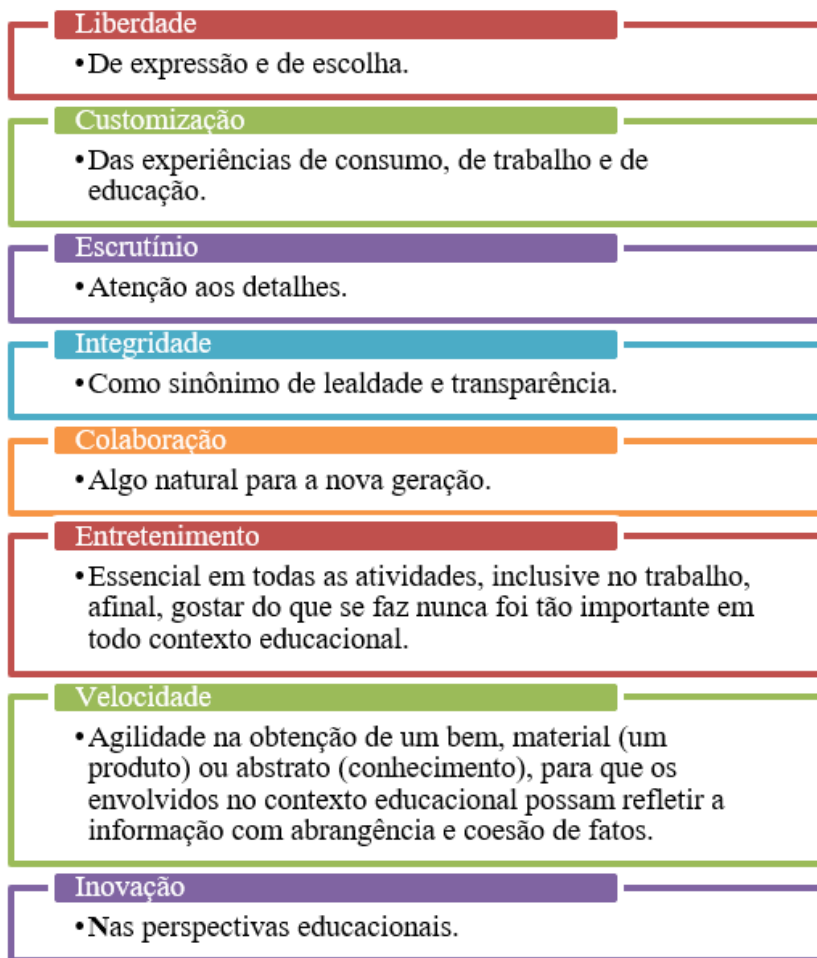 Liberdade
•De expressão e de escolha.
Customização
•Das experiências de consumo, de trabalho e de
educação.
Escrutínio
•Atenção aos detalhes.
Integridade
•Como sinônimo de lealdade e transparência.
Colaboração
•Algo natural para a nova geração.
Entretenimento
•Essencial em todas as atividades, inclusive no trabalho,
afinal, gostar do que se faz nunca foi tão importante em
todo contexto educacional.
Velocidade
•Agilidade na obtenção de um bem, material (um
produto) ou abstrato (conhecimento), para que os
envolvidos no contexto educacional possam refletir a
informação com abrangência e coesão de fatos.
Inovação
•Nas perspectivas educacionais.